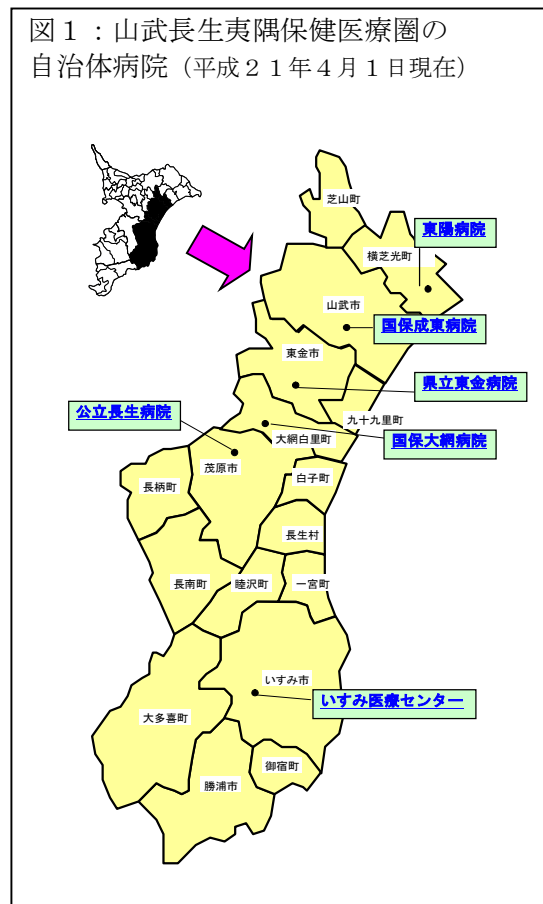 図1：山武長生夷隅保健医療圏の
自治体病院（平成２１年４月１日現在）
芝山町
東陽病院
横芝光町
山武市
国保成東病院
東金市
県立東金病院
公立長生病院
九十九里町
大網白里町
国保大網病院
茂原市
白子町
長柄町
長生村
長南町
睦沢町
一宮町
いすみ市
いすみ医療センター
大多喜町
御宿町
勝浦市